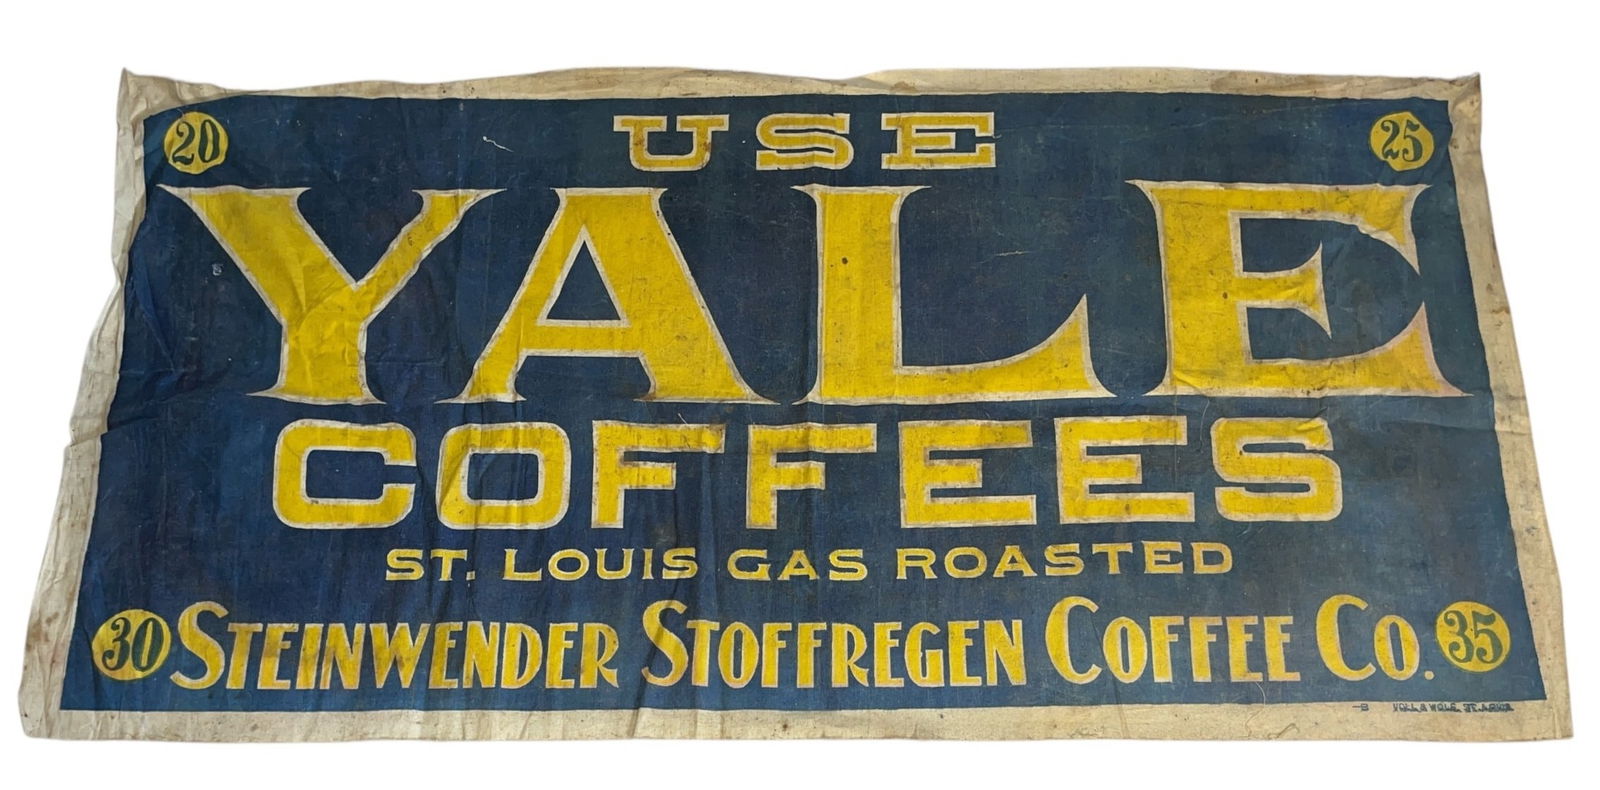 20 USE 25
YALE
COFFEES
ST. LOUIS GAS ROASTED
30 STEINWENDER STOFFREGEN COFFEE CO. 35